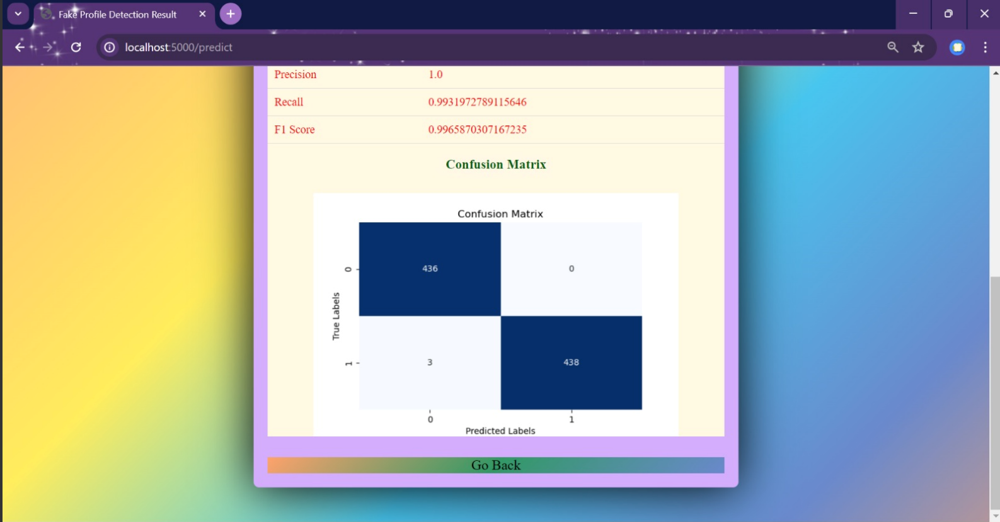 Fake Profile Detection Result
localhost:5000/predict
Precision 1.0
Recall 0.9931972789115646
F1 Score 0.9965870307167235
Confusion Matrix
Confusion Matrix
0 436 0
True Labels
1 3 438
0 1
Predicted Labels
Go Back